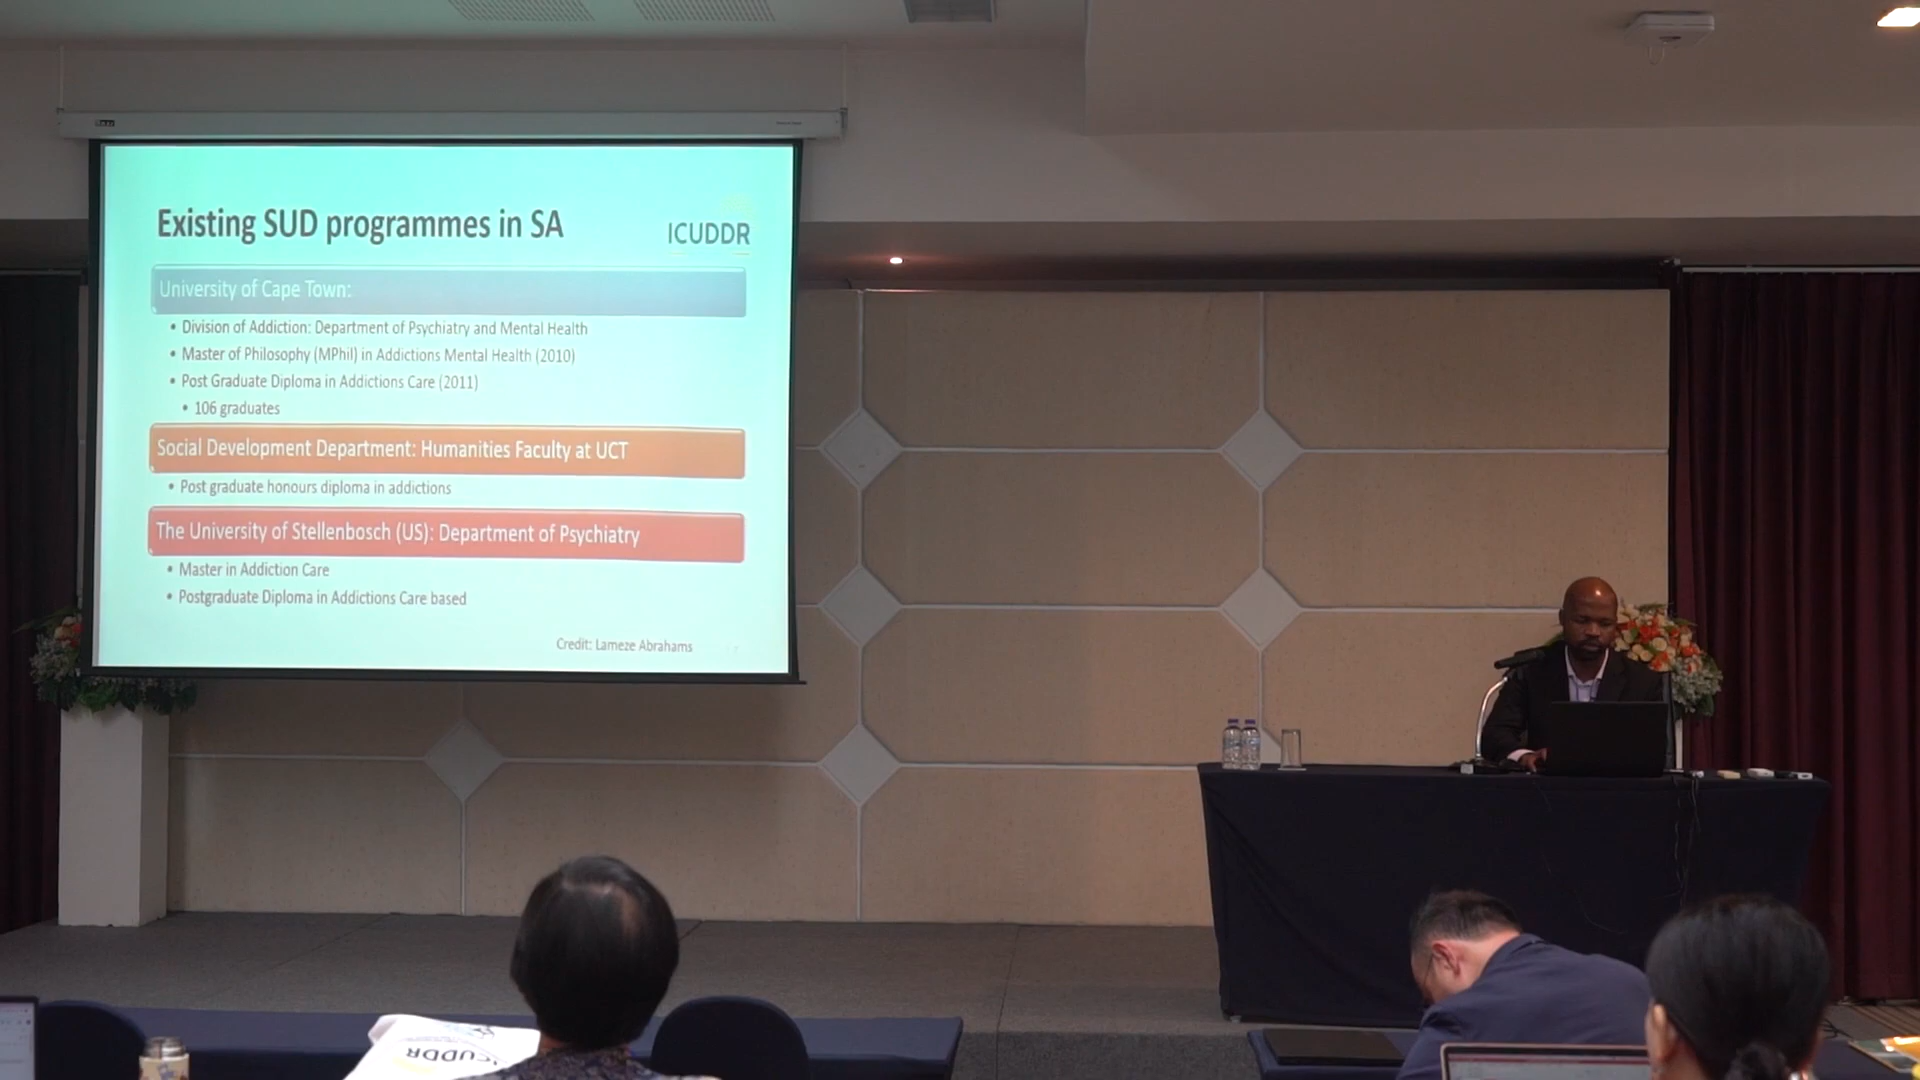 Existing SUD programmes in SA
ICUDDR
University of Cape Town:
• Division of Addiction: Department of Psychiatry and Mental Health
• Master of Philosophy (MPhil) in Addictions Mental Health (2010)
• Post Graduate Diploma in Addictions Care (2011)
• 106 graduates
Social Development Department: Humanities Faculty at UCT
• Post graduate honours diploma in addictions
The University of Stellenbosch (US): Department of Psychiatry
• Master in Addiction Care
• Postgraduate Diploma in Addictions Care based
Credit: Lameze Abrahams
ICUDDR